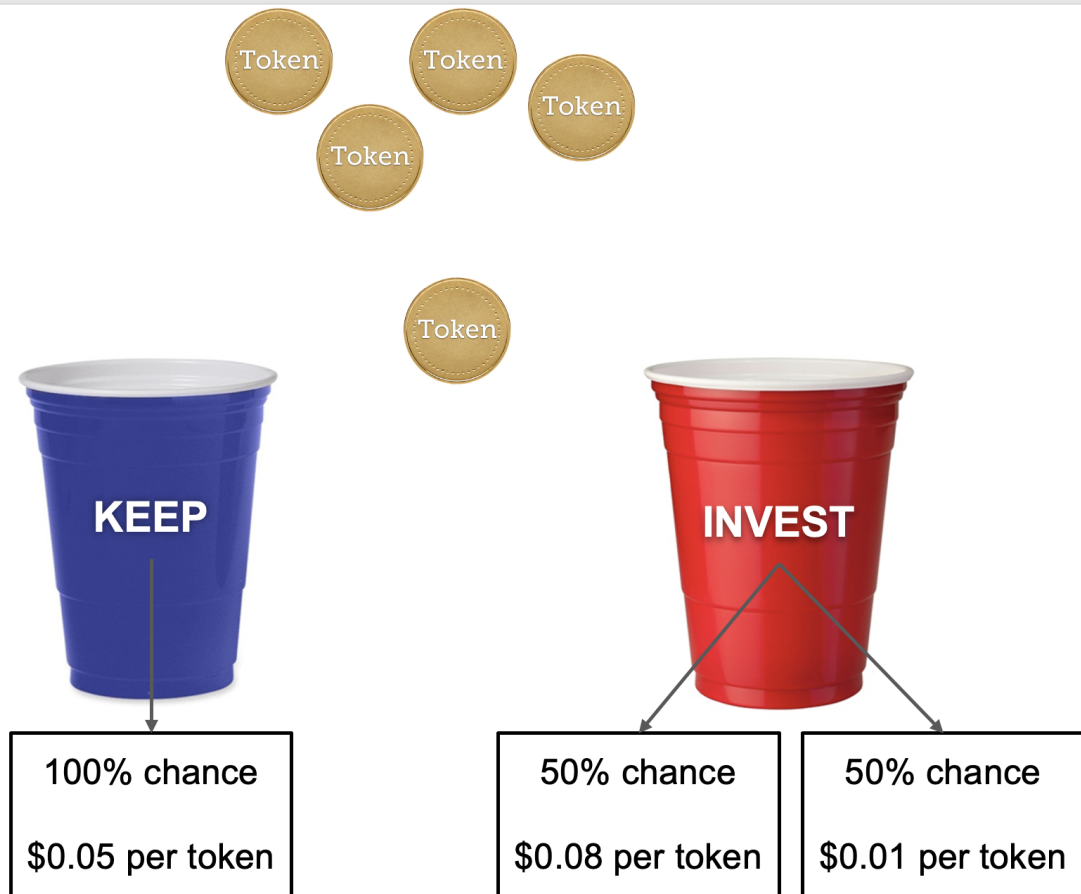 Token
Token
Token
Token
Token
KEEP
INVEST
100% chance
$0.05 per token
50% chance
$0.08 per token
50% chance
$0.01 per token